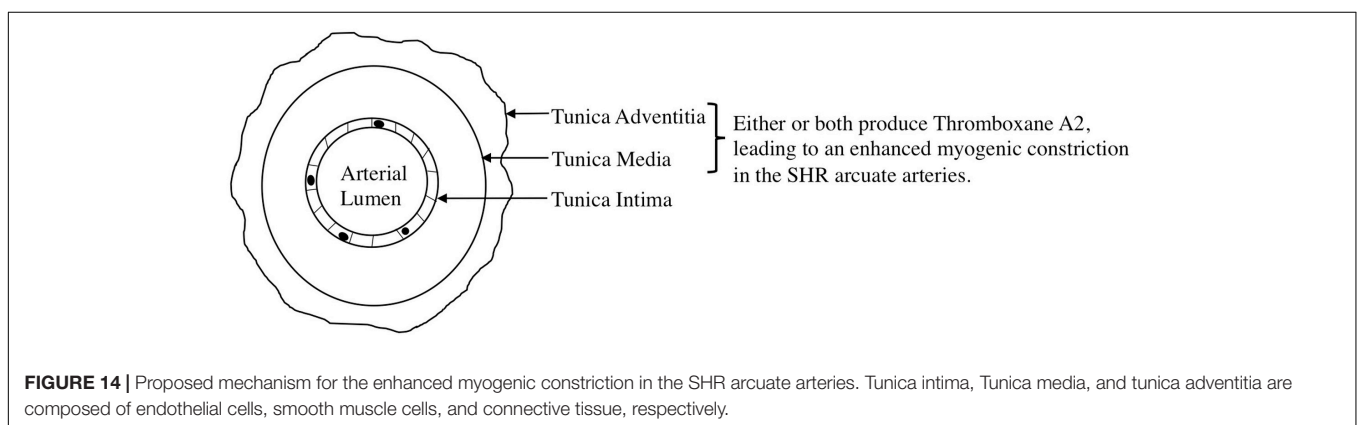 Arterial
Lumen
Tunica Adventitia
Tunica Media
Tunica Intima
Either or both produce Thromboxane A2,
leading to an enhanced myogenic constriction
in the SHR arcuate arteries.
FIGURE 14 | Proposed mechanism for the enhanced myogenic constriction in the SHR arcuate arteries. Tunica intima, Tunica media, and tunica adventitia are
composed of endothelial cells, smooth muscle cells, and connective tissue, respectively.